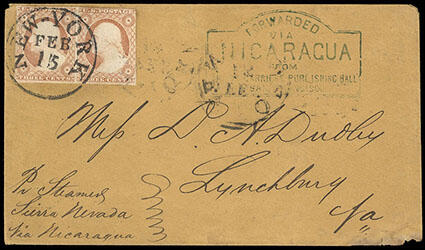 NEW-YORK
FEB
15
U.S. POSTAGE
THREE CENTS
FORWARDED
VIA
NICARAGUA
FROM
PUBLISHING HALL
Mess D. A. Dudley
Lynchburg
Va
Pr Steamer
Sierra Nevada
Via Nicaragua